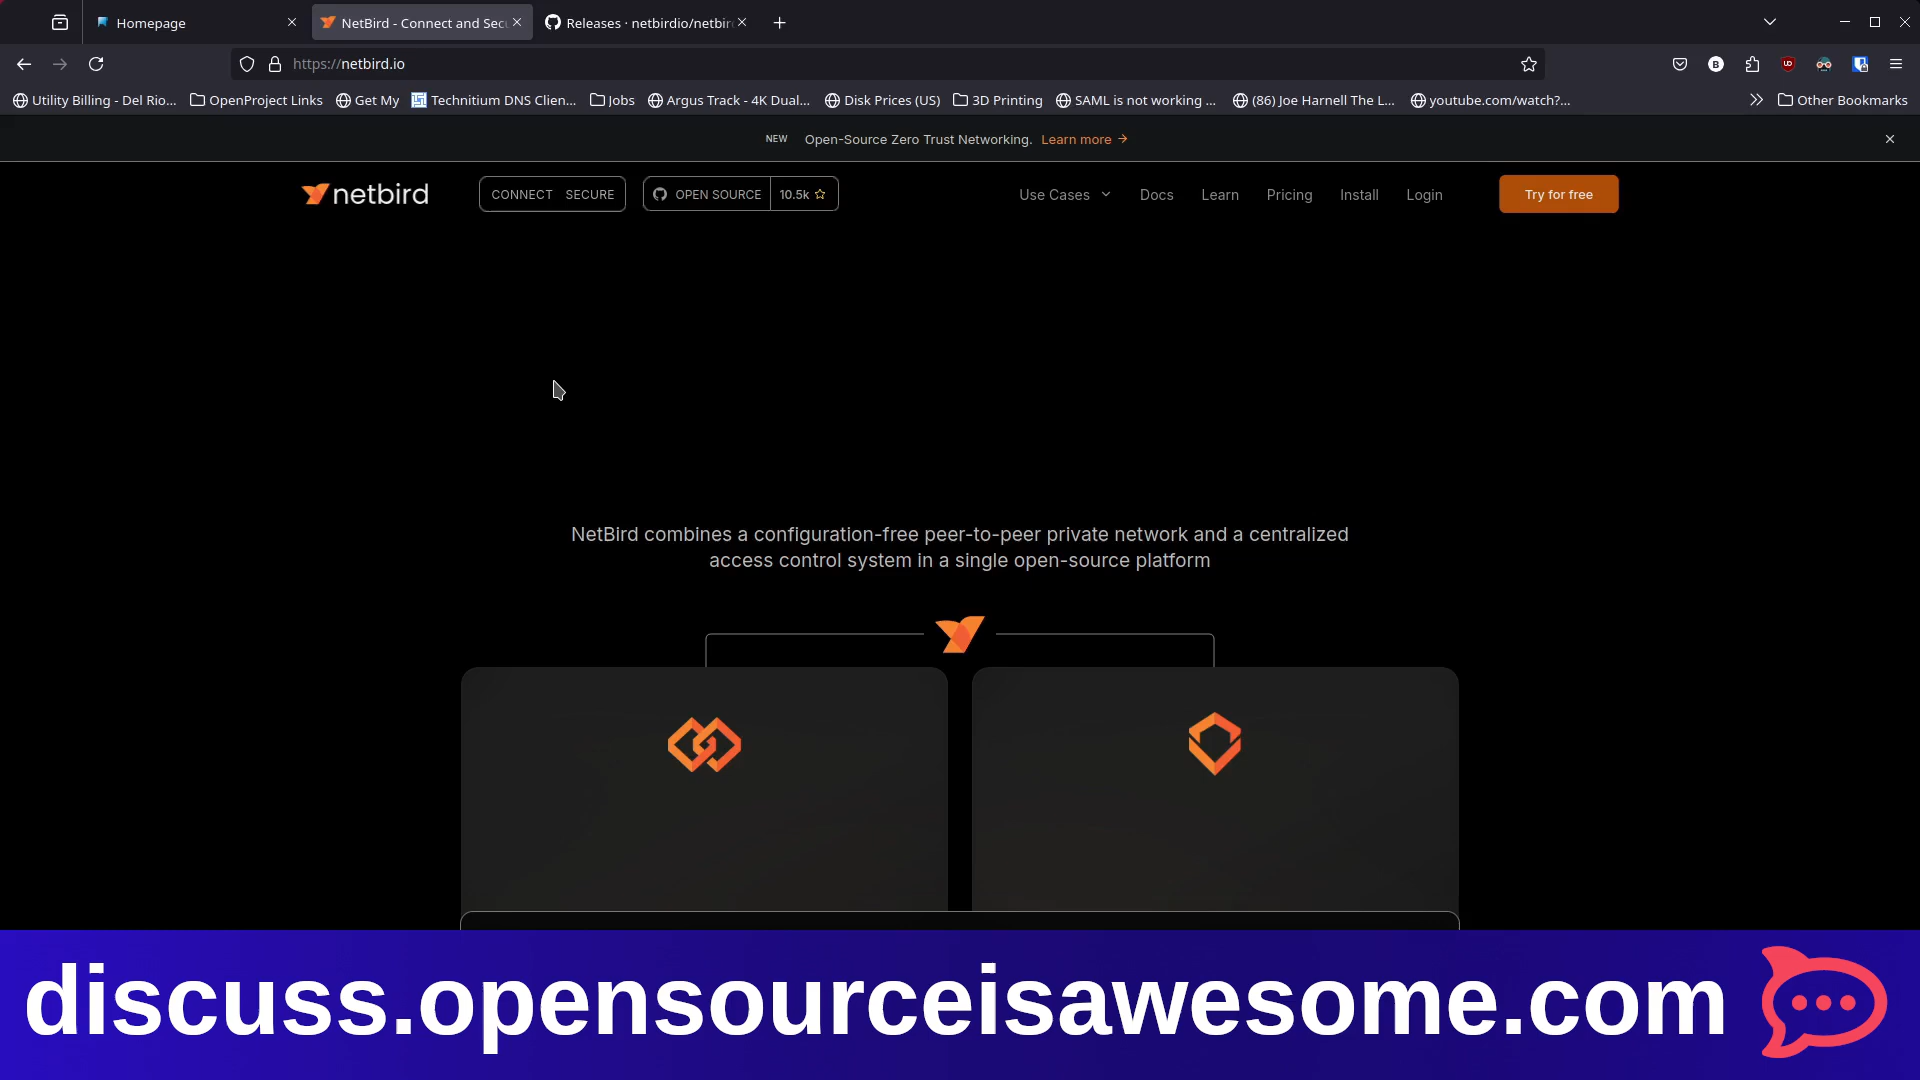 Homepage
NetBird - Connect and Sec
Releases · netbirdio/netbir
https://netbird.io
Utility Billing - Del Rio...
OpenProject Links
Get My
Technitium DNS Clien...
Jobs
Argus Track - 4K Dual...
Disk Prices (US)
3D Printing
SAML is not working ...
(86) Joe Harnell The L...
youtube.com/watch?...
Other Bookmarks
NEW Open-Source Zero Trust Networking. Learn more →
netbird
CONNECT SECURE
OPEN SOURCE 10.5k
Use Cases
Docs
Learn
Pricing
Install
Login
Try for free
NetBird combines a configuration-free peer-to-peer private network and a centralized
access control system in a single open-source platform
discuss.opensourceisawesome.com